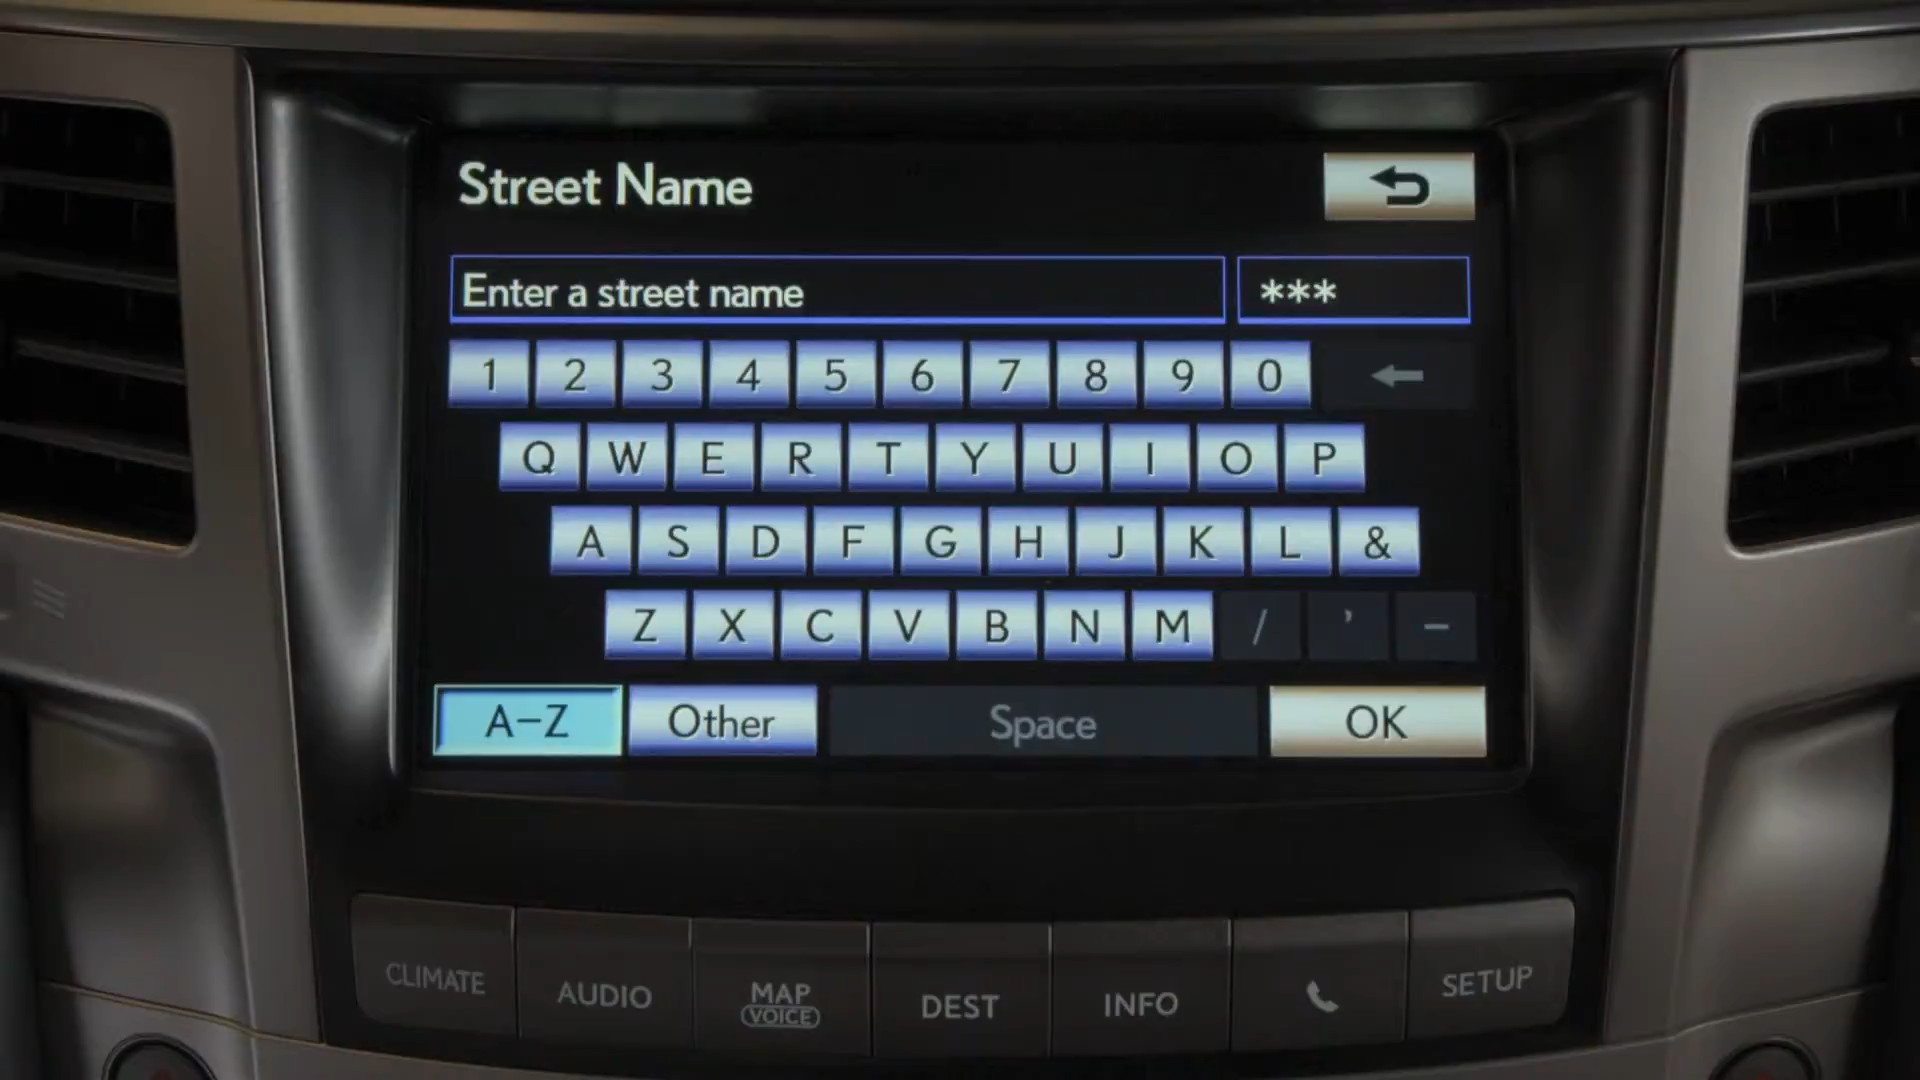 Street Name
Enter a street name ***
1 2 3 4 5 6 7 8 9 0
Q W E R T Y U I O P
A S D F G H J K L &
Z X C V B N M / ' -
A-Z Other Space OK
CLIMATE AUDIO MAP VOICE DEST INFO SETUP